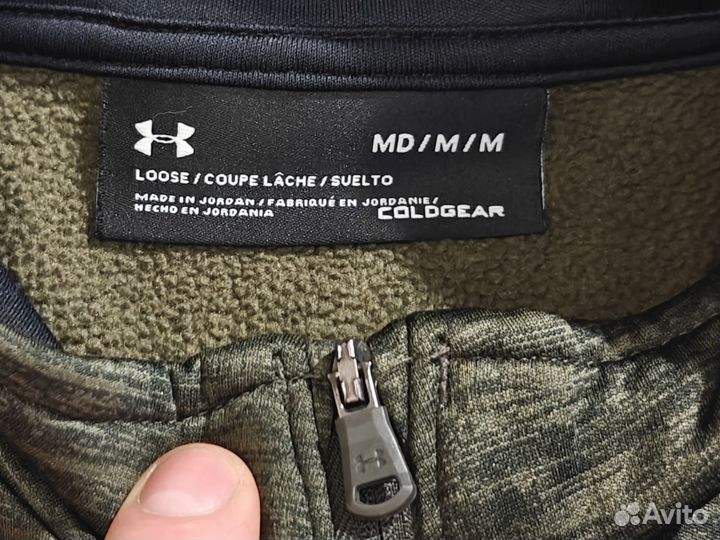 MD/M/M
LOOSE / COUPE LÂCHE / SUELTO
MADE IN JORDAN / FABRIQUÉ EN JORDANIE /
HECHO EN JORDANIA
COLDGEAR
Avito